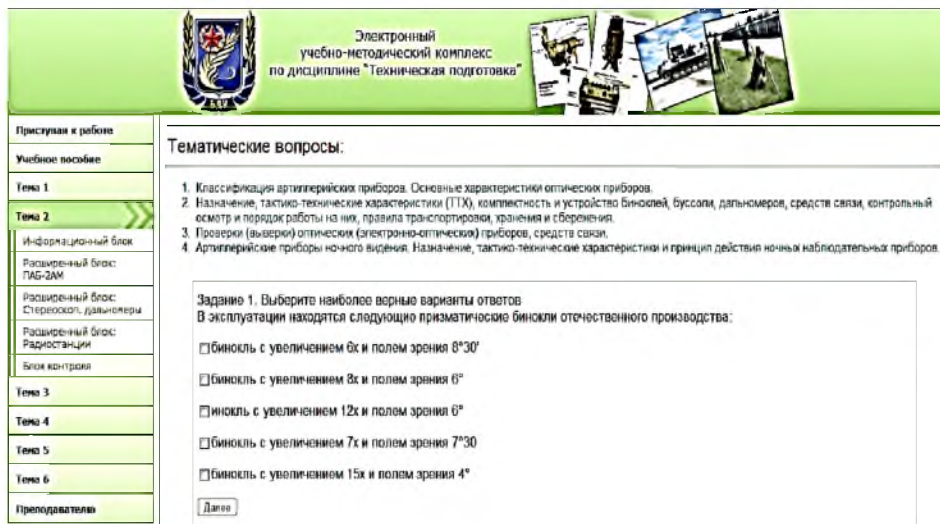 Электронный
учебно-методический комплекс
по дисциплине "Техническая подготовка"
Приступая к работе
Учебное пособие
Тема 1
Тема 2
Информационный блок
Расширенный блок:
ПАБ-2АМ
Расширенный блок:
Стереоскоп. дальномеры
Расширенный блок:
Радиостанции
Блок контроля
Тема 3
Тема 4
Тема 5
Тема 6
Преподавателю
Тематические вопросы:
1. Классификация артиллерийских приборов. Основные характеристики оптических приборов.
2. Назначение, тактико-технические характеристики (ТТХ), комплектность и устройство биноклей, буссоли, дальномеров, средств связи, контрольный
осмотр и порядок работы на них, правила транспортировки, хранения и сбережения.
3. Проверки (выверки) оптических (электронно-оптических) приборов, средств связи.
4. Артиллерийские приборы ночного видения. Назначение, тактико-технические характеристики и принцип действия ночных наблюдательных приборов.
Задание 1. Выберите наиболее верные варианты ответов
В эксплуатации находятся следующие призматические бинокли отечественного производства:
бинокль с увеличением 6x и полем зрения 8°30'
бинокль с увеличением 8x и полем зрения 6°
инокль с увеличением 12x и полем зрения 6°
бинокль с увеличением 7x и полем зрения 7°30
бинокль с увеличением 15x и полем зрения 4°
Далее